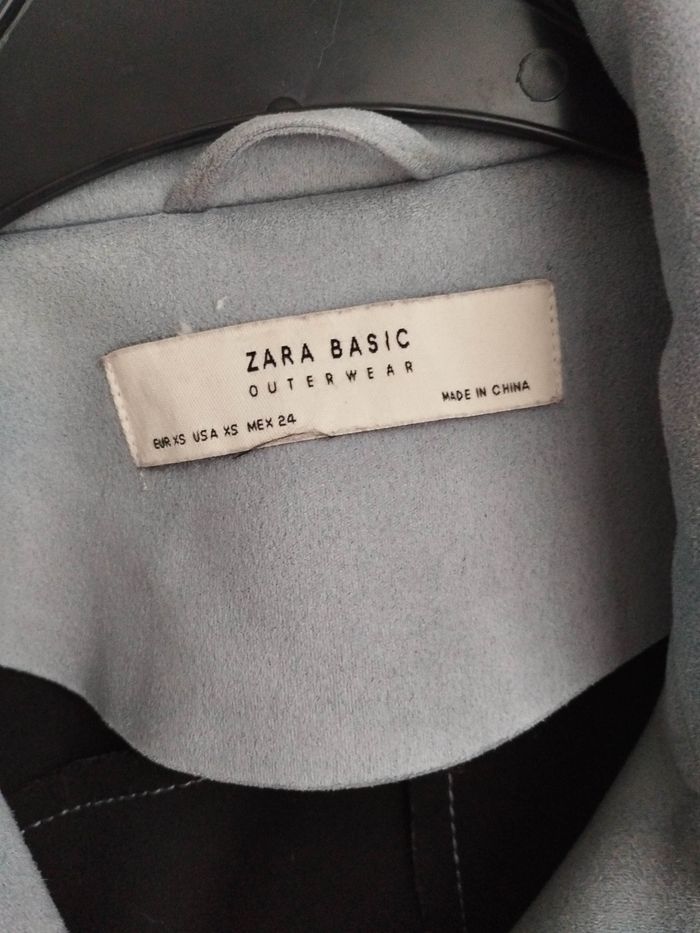 ZARA BASIC
OUTERWEAR
EUR XS USA XS MEX 24
MADE IN CHINA